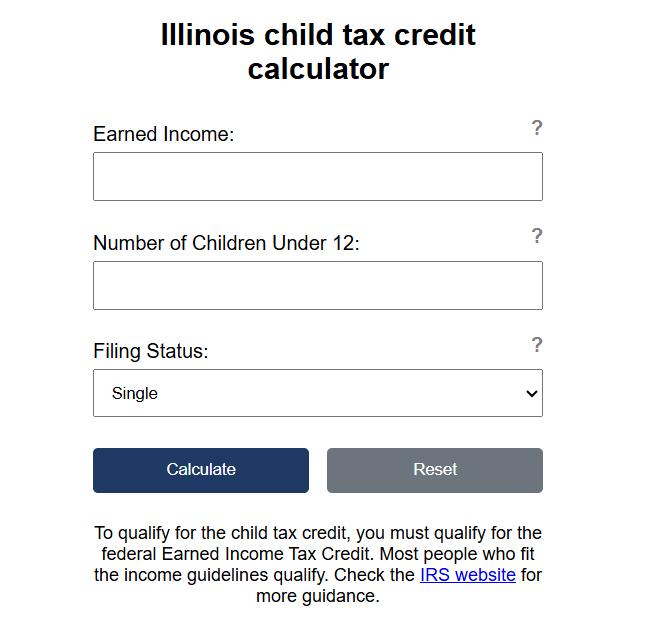 Illinois child tax credit
calculator
Earned Income:
?
Number of Children Under 12:
?
Filing Status:
?
Single
Calculate
Reset
To qualify for the child tax credit, you must qualify for the
federal Earned Income Tax Credit. Most people who fit
the income guidelines qualify. Check the IRS website for
more guidance.